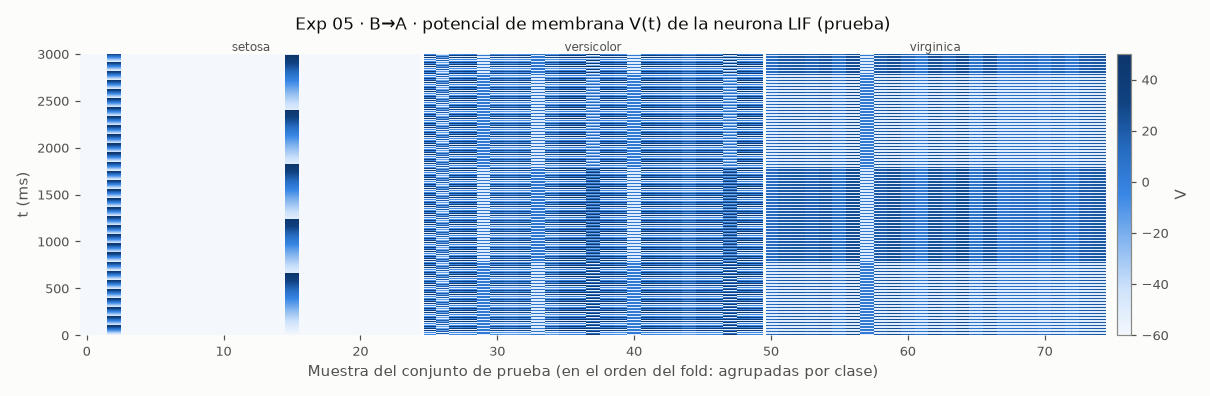 Exp 05 · B→A · potencial de membrana V(t) de la neurona LIF (prueba)
setosa versicolor virginica
3000
2500
2000
1500
1000
500
0
t (ms)
0 10 20 30 40 50 60 70
Muestra del conjunto de prueba (en el orden del fold: agrupadas por clase)
40
20
0
−20
−40
−60
V